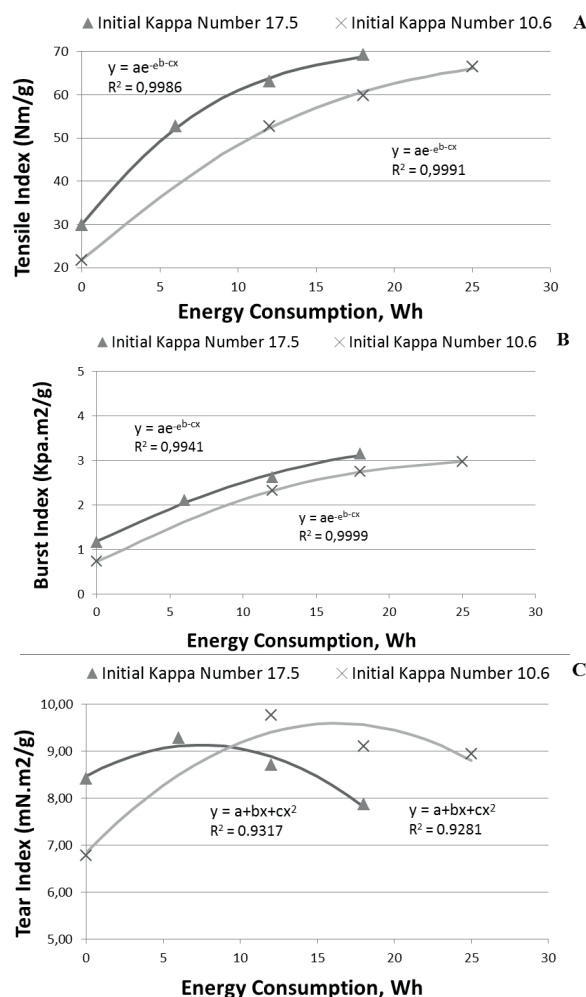 ▲ Initial Kappa Number 17.5 × Initial Kappa Number 10.6 A
Tensile Index (Nm/g)
70
60
50
40
30
20
y = ae-e^b-cx
R² = 0,9986
y = ae-e^b-cx
R² = 0,9991
0 5 10 15 20 25 30
Energy Consumption, Wh
▲ Initial Kappa Number 17.5 × Initial Kappa Number 10.6 B
Burst Index (Kpa.m2/g)
5
4
3
2
1
0
y = ae-e^b-cx
R² = 0,9941
y = ae-e^b-cx
R² = 0,9999
0 5 10 15 20 25 30
Energy Consumption, Wh
▲ Initial Kappa Number 17.5 × Initial Kappa Number 10.6 C
Tear Index (mN.m2/g)
10,00
9,00
8,00
7,00
6,00
5,00
y = a+bx+cx²
R² = 0.9317
y = a+bx+cx²
R² = 0.9281
0 5 10 15 20 25 30
Energy Consumption, Wh